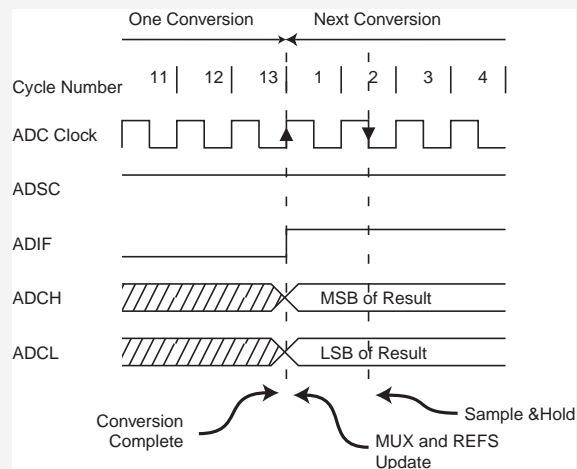 One Conversion Next Conversion
Cycle Number 11 12 13 1 2 3 4
ADC Clock
ADSC
ADIF
ADCH MSB of Result
ADCL LSB of Result
Conversion
Complete
MUX and REFS
Update
Sample &Hold